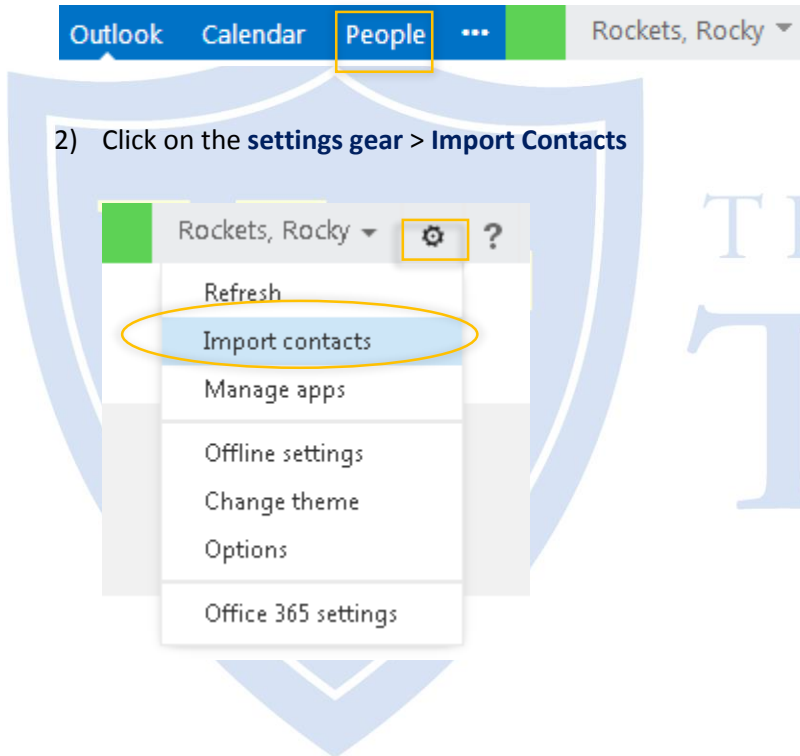 Outlook Calendar People ••• Rockets, Rocky
2) Click on the settings gear > Import Contacts
Rockets, Rocky ?
Refresh
Import contacts
Manage apps
Offline settings
Change theme
Options
Office 365 settings
T
T